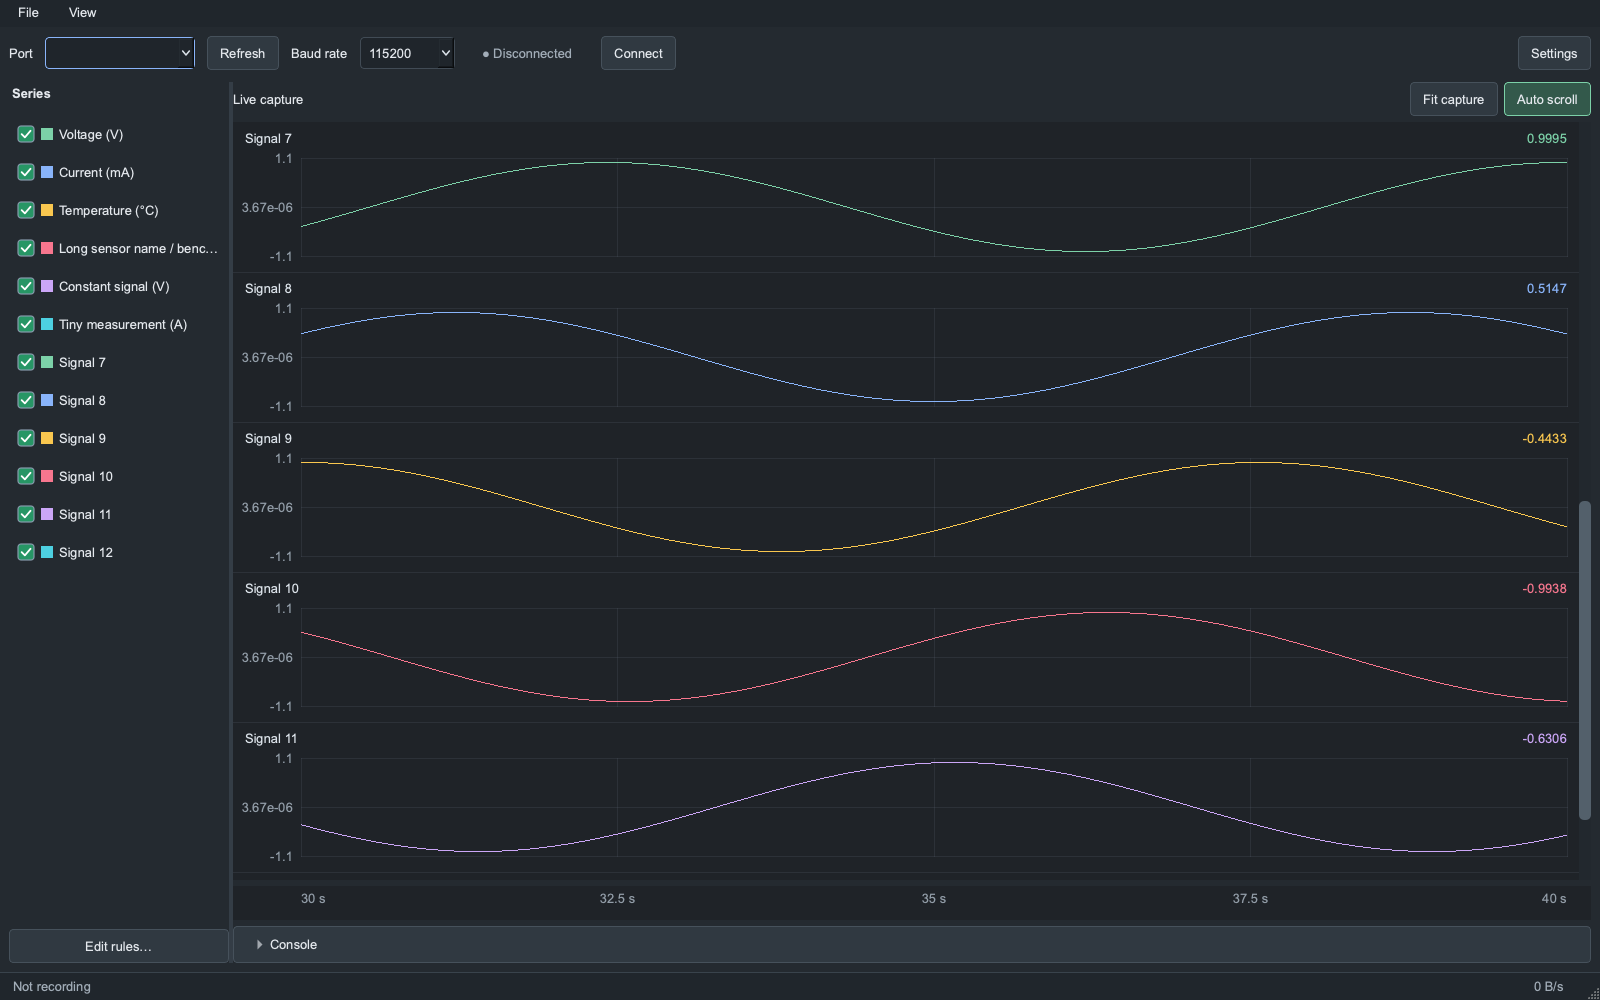 File View
Port Refresh Baud rate 115200 ● Disconnected Connect Settings
Series
Voltage (V)
Current (mA)
Temperature (°C)
Long sensor name / benc...
Constant signal (V)
Tiny measurement (A)
Signal 7
Signal 8
Signal 9
Signal 10
Signal 11
Signal 12
Edit rules...
Live capture Fit capture Auto scroll
Signal 7 0.9995
1.1
3.67e-06
-1.1
Signal 8 0.5147
1.1
3.67e-06
-1.1
Signal 9 -0.4433
1.1
3.67e-06
-1.1
Signal 10 -0.9938
1.1
3.67e-06
-1.1
Signal 11 -0.6306
1.1
3.67e-06
-1.1
30 s 32.5 s 35 s 37.5 s 40 s
Console
Not recording 0 B/s